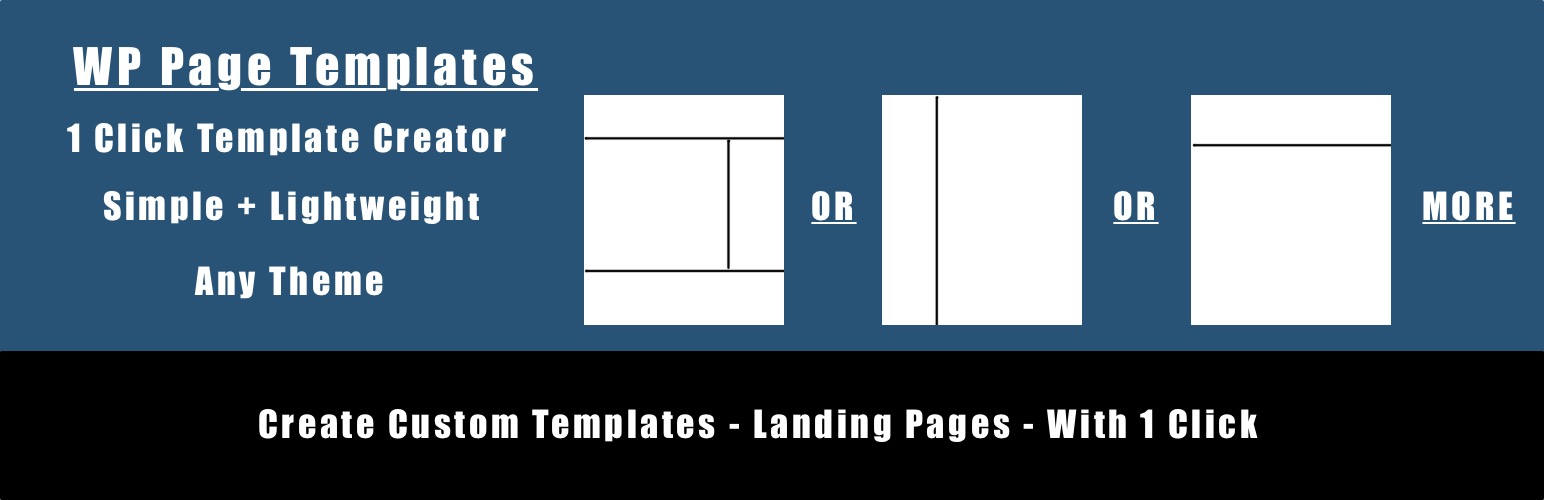 WP Page Templates
1 Click Template Creator
Simple + Lightweight
Any Theme
OR
OR
MORE
Create Custom Templates - Landing Pages - With 1 Click